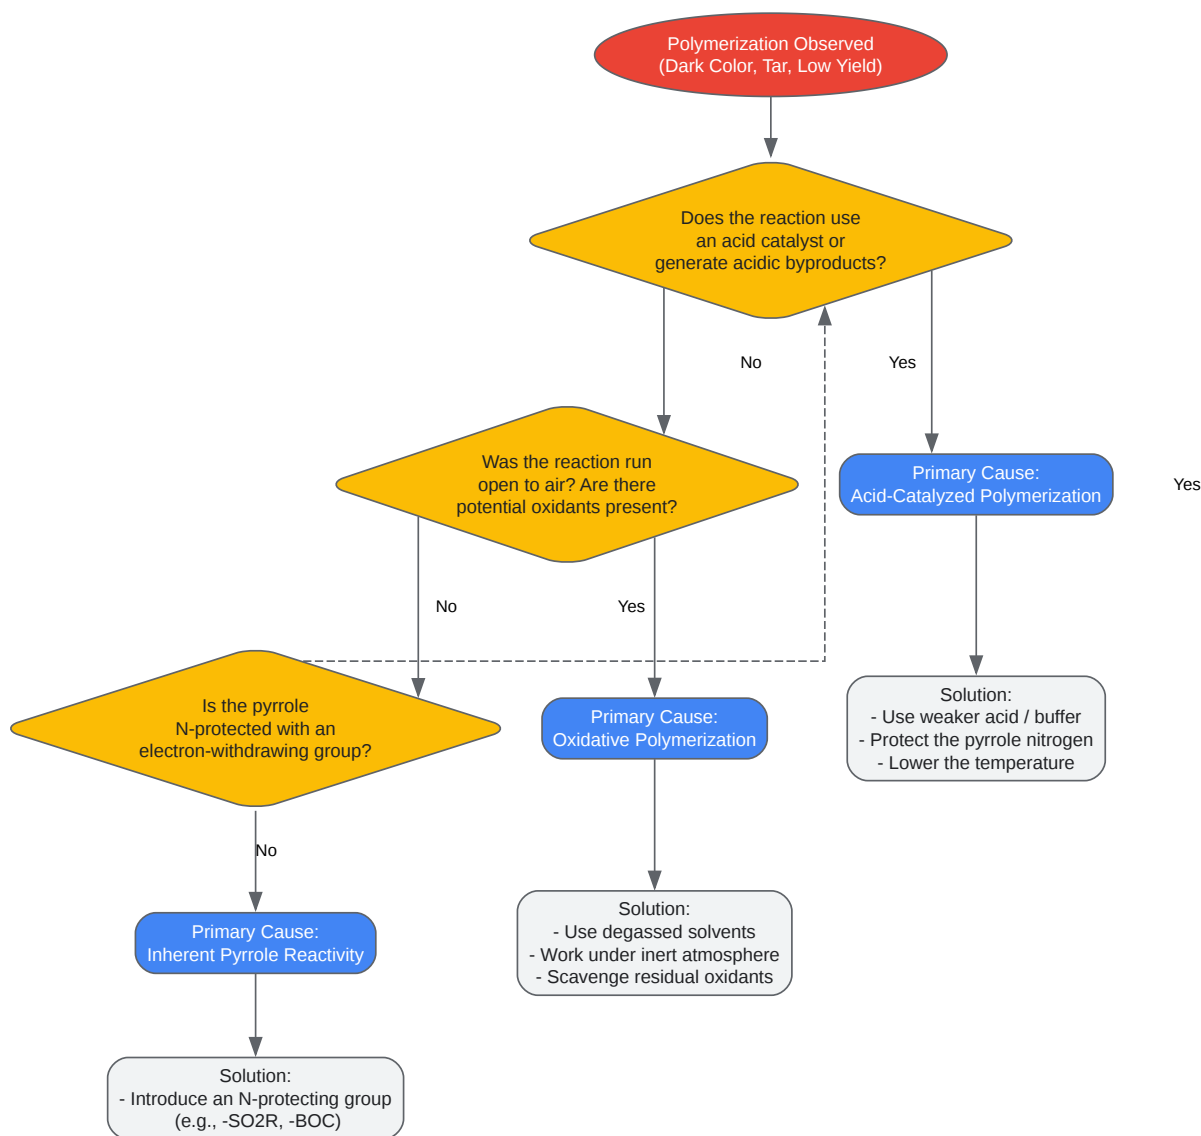 Polymerization Observed
(Dark Color, Tar, Low Yield)
Does the reaction use
an acid catalyst or
generate acidic byproducts?
No
Yes
Was the reaction run
open to air? Are there
potential oxidants present?
Primary Cause:
Acid-Catalyzed Polymerization
Yes
No
Yes
Is the pyrrole
N-protected with an
electron-withdrawing group?
Primary Cause:
Oxidative Polymerization
Solution:
- Use weaker acid / buffer
- Protect the pyrrole nitrogen
- Lower the temperature
No
Primary Cause:
Inherent Pyrrole Reactivity
Solution:
- Use degassed solvents
- Work under inert atmosphere
- Scavenge residual oxidants
Solution:
- Introduce an N-protecting group
(e.g., -SO2R, -BOC)